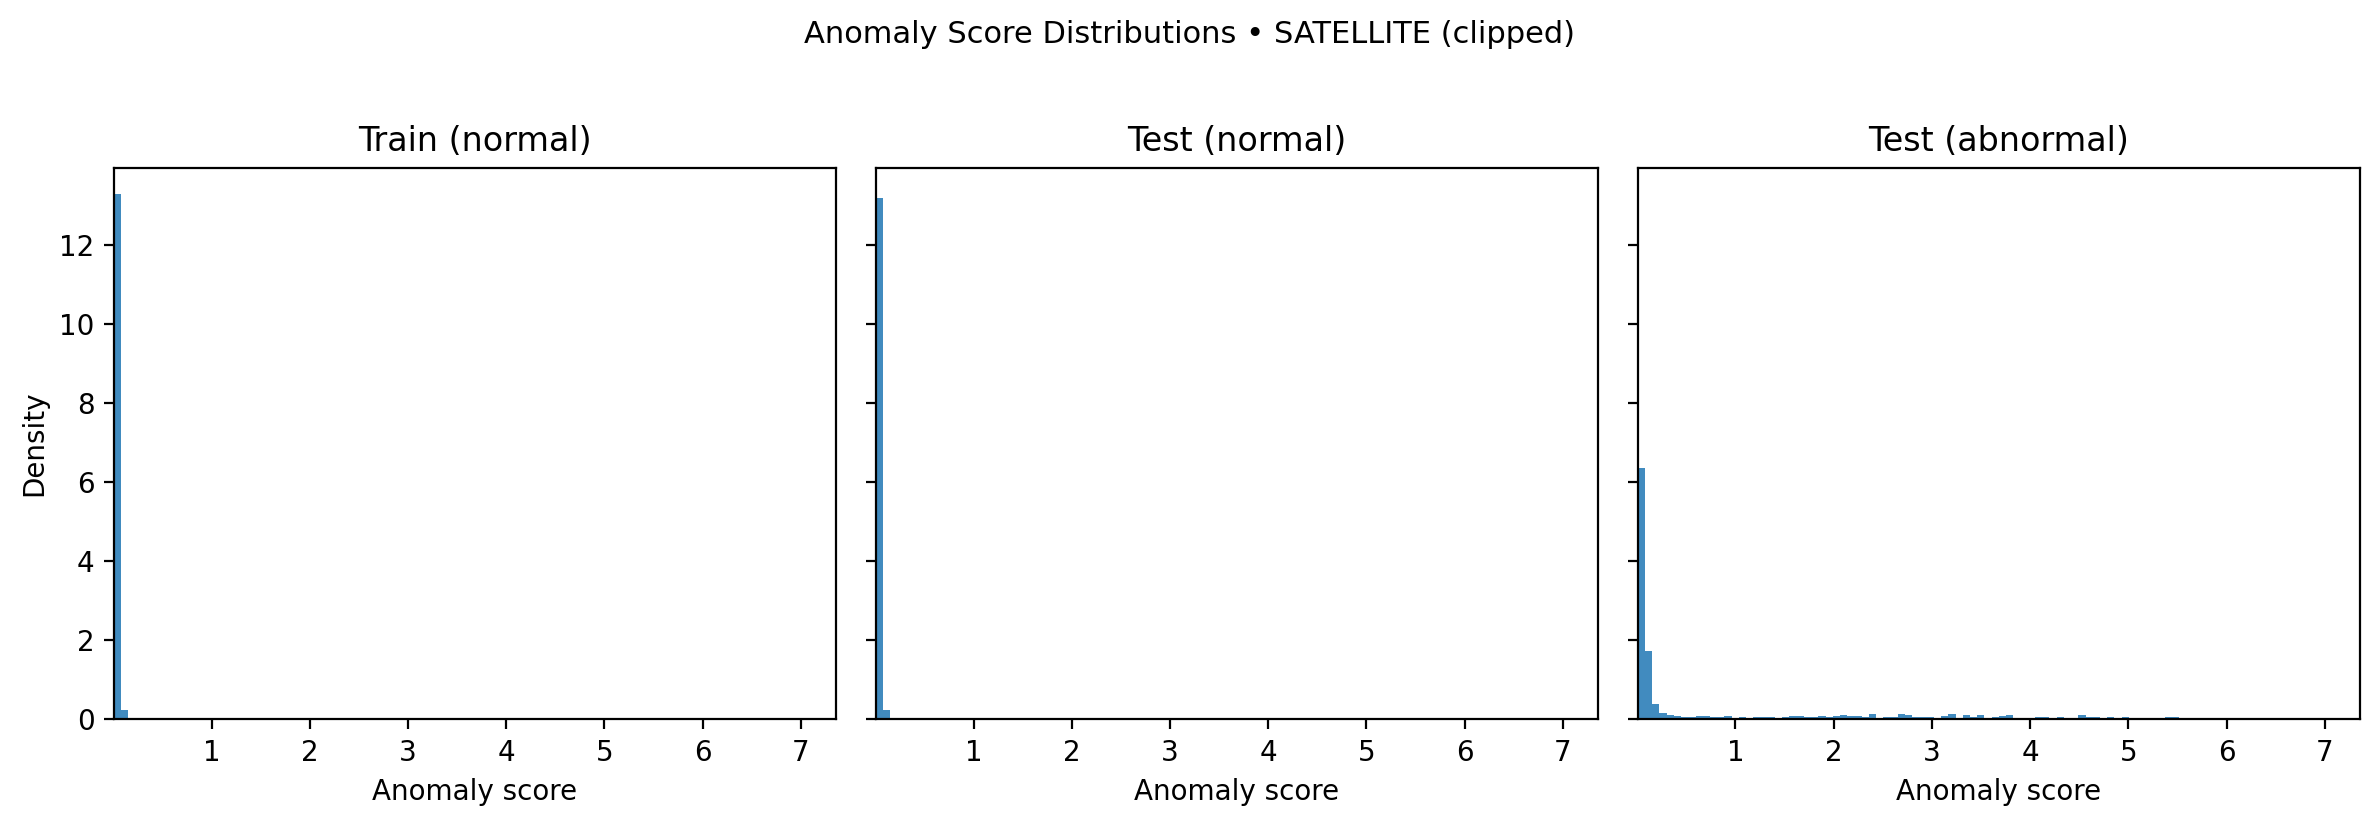 Anomaly Score Distributions • SATELLITE (clipped)
Train (normal)
Test (normal)
Test (abnormal)
Density
12
10
8
6
4
2
0
1 2 3 4 5 6 7
1 2 3 4 5 6 7
1 2 3 4 5 6 7
Anomaly score
Anomaly score
Anomaly score